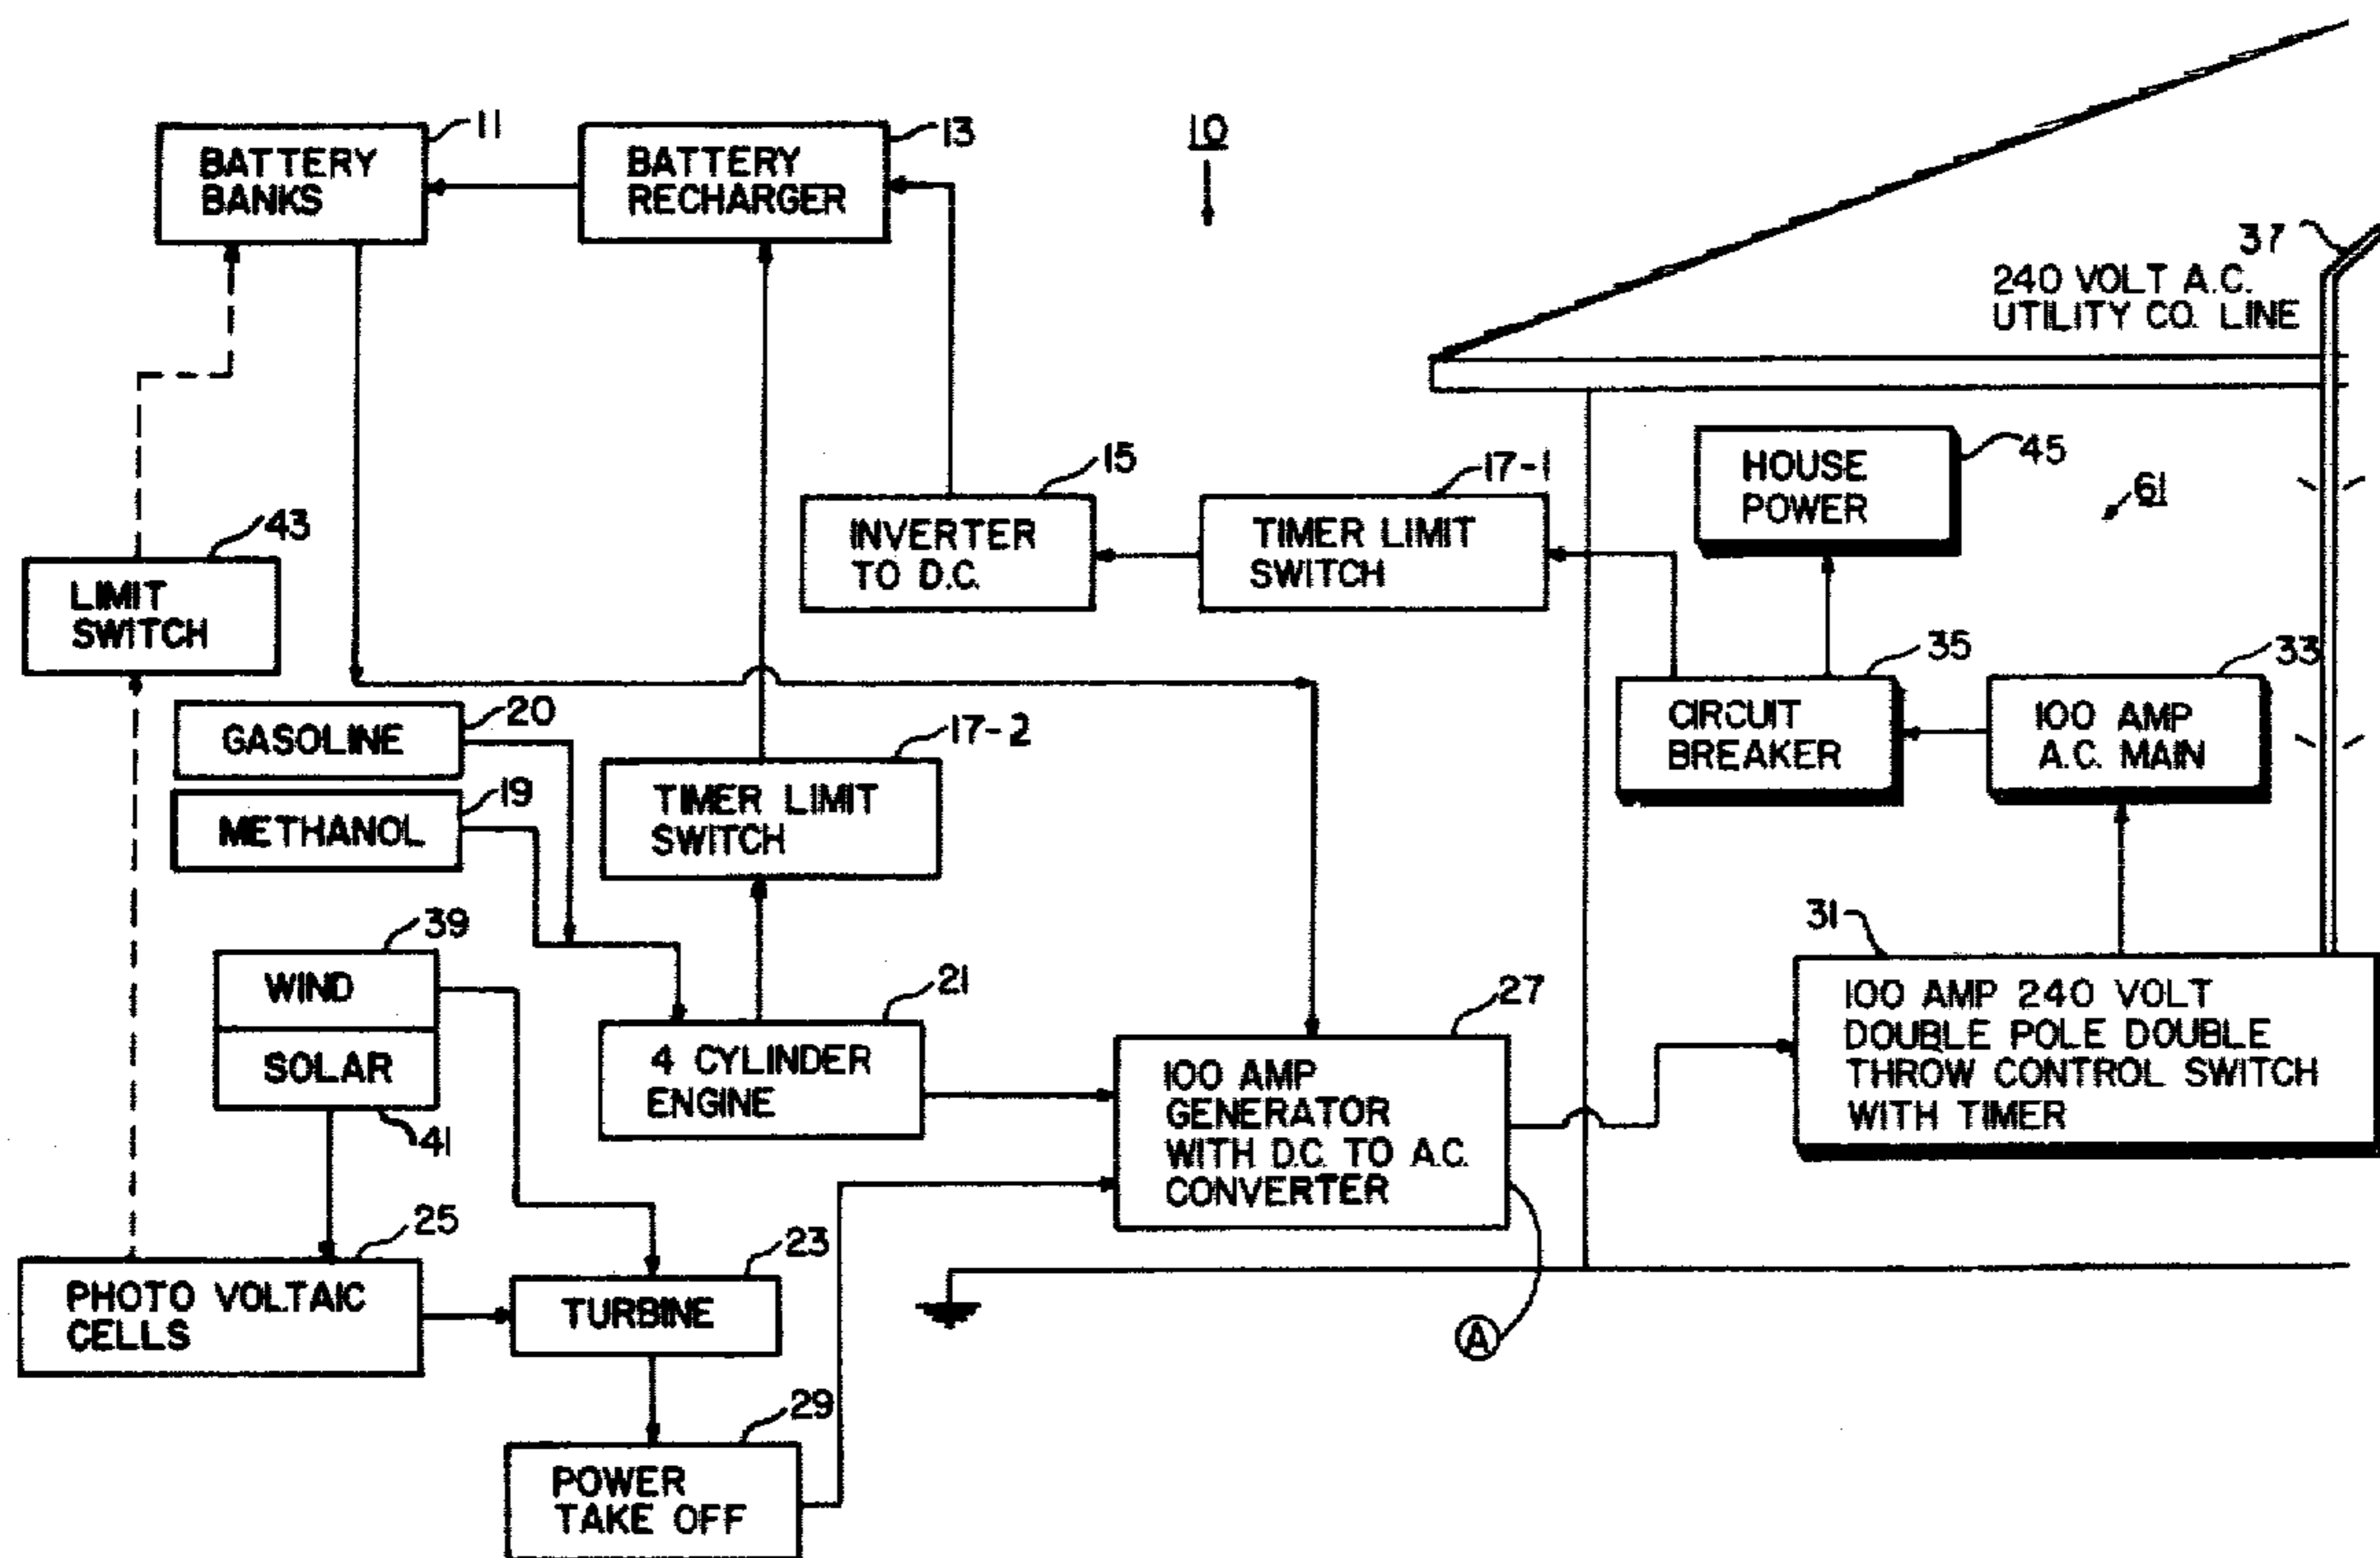 11
BATTERY
BANKS
13
BATTERY
RECHARGER
10
37
240 VOLT A.C.
UTILITY CO. LINE
15
INVERTER
TO D.C.
17-1
TIMER LIMIT
SWITCH
45
HOUSE
POWER
61
43
LIMIT
SWITCH
35
CIRCUIT
BREAKER
33
100 AMP
A.C. MAIN
20
GASOLINE
19
METHANOL
17-2
TIMER LIMIT
SWITCH
39
WIND
SOLAR
41
21
4 CYLINDER
ENGINE
27
100 AMP
GENERATOR
WITH D.C. TO A.C.
CONVERTER
31
100 AMP 240 VOLT
DOUBLE POLE DOUBLE
THROW CONTROL SWITCH
WITH TIMER
25
PHOTO VOLTAIC
CELLS
23
TURBINE
A
29
POWER
TAKE OFF